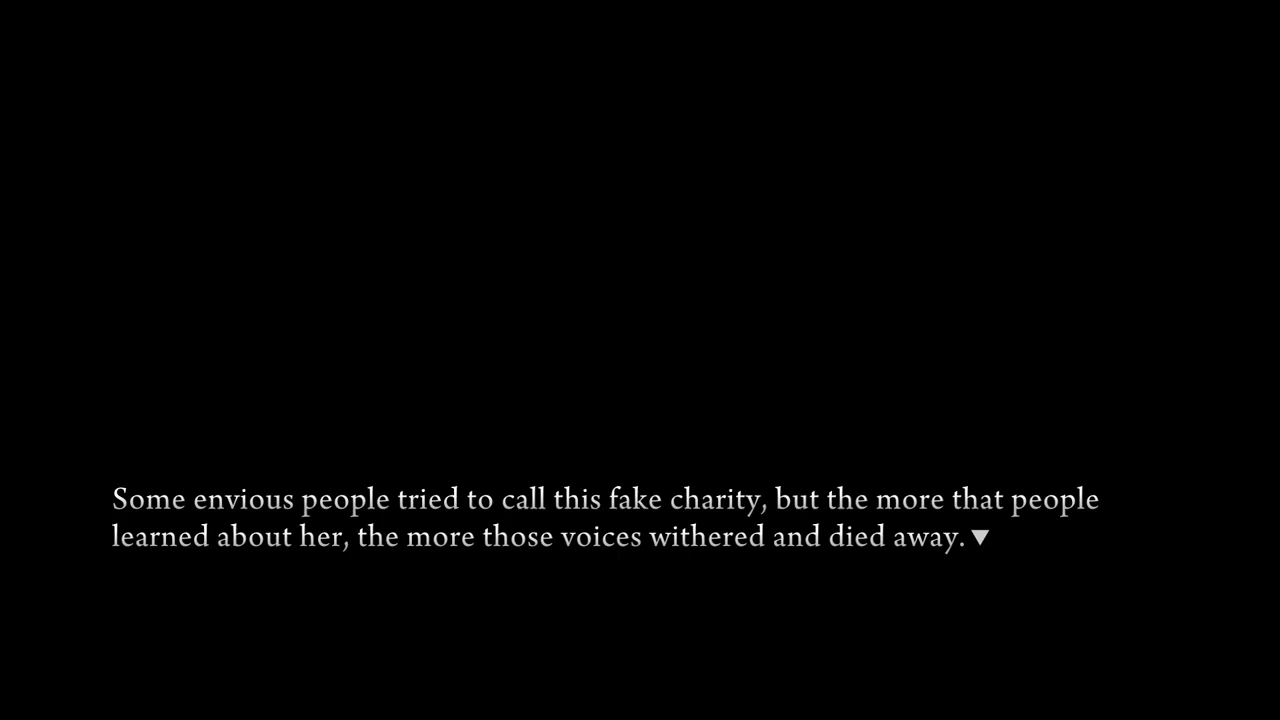 Some envious people tried to call this fake charity, but the more that people
learned about her, the more those voices withered and died away.▼